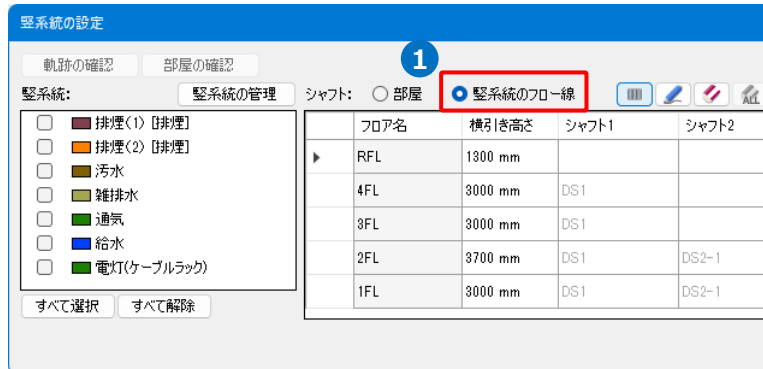 竪系統の設定
軌跡の確認 部屋の確認
1
竪系統: 竪系統の管理 シャフト: 部屋 竪系統のフロー線 ALL
排煙(1) [排煙]
排煙(2) [排煙]
汚水
雑排水
通気
給水
電灯(ケーブルラック)
すべて選択 すべて解除
フロア名 横引き高さ シャフト1 シャフト2
RFL 1300 mm
4FL 3000 mm DS1
3FL 3000 mm DS1
2FL 3700 mm DS1 DS2-1
1FL 3000 mm DS1 DS2-1